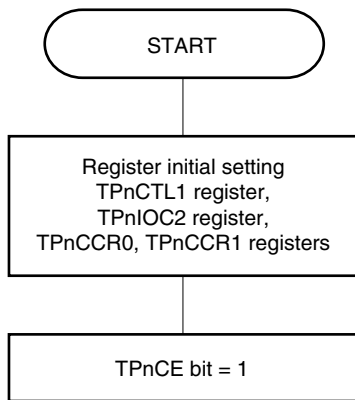 START
Register initial setting
TPnCTL1 register,
TPnIOC2 register,
TPnCCR0, TPnCCR1 registers
TPnCE bit = 1